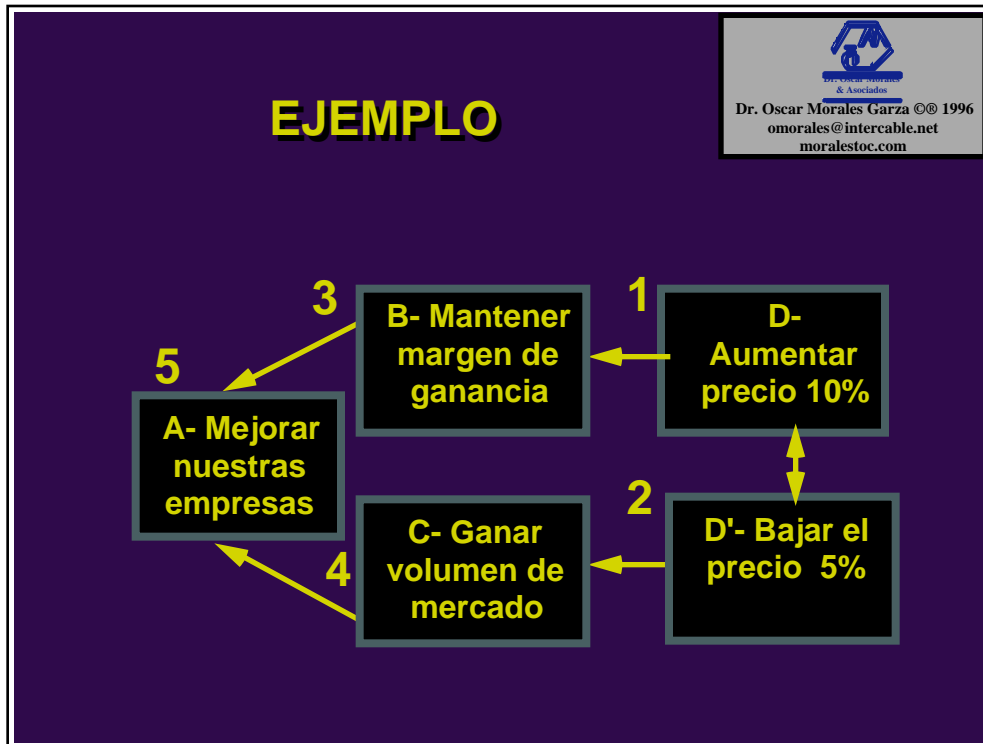 Dr. Oscar Morales
& Asociados
Dr. Oscar Morales Garza ©® 1996
omorales@intercable.net
moralestoc.com
EJEMPLO
3
B- Mantener
margen de
ganancia
1
D-
Aumentar
precio 10%
5
A- Mejorar
nuestras
empresas
4
C- Ganar
volumen de
mercado
2
D'- Bajar el
precio 5%